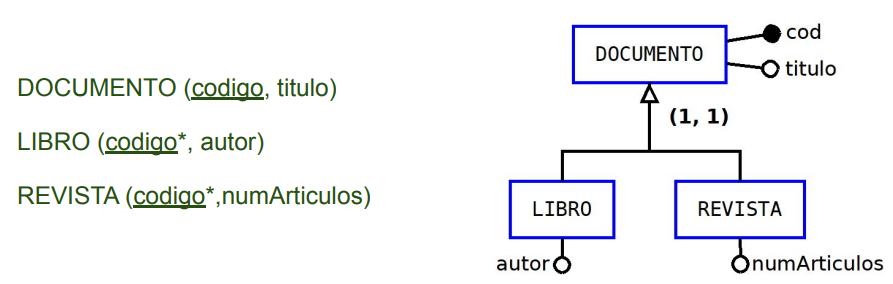 DOCUMENTO (codigo, titulo)
LIBRO (codigo*, autor)
REVISTA (codigo*,numArticulos)
DOCUMENTO
cod
titulo
(1, 1)
LIBRO
REVISTA
autor
numArticulos